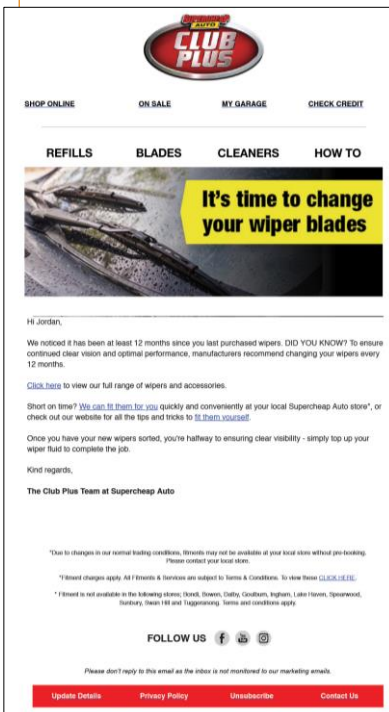 SUPERCHEAP
AUTO
CLUB
PLUS
SHOP ONLINE ON SALE MY GARAGE CHECK CREDIT
REFILLS BLADES CLEANERS HOW TO
It's time to change
your wiper blades
Hi Jordan,
We noticed it has been at least 12 months since you last purchased wipers. DID YOU KNOW? To ensure
continued clear vision and optimal performance, manufacturers recommend changing your wipers every
12 months.
Click here to view our full range of wipers and accessories.
Short on time? We can fit them for you quickly and conveniently at your local Supercheap Auto store*, or
check out our website for all the tips and tricks to fit them yourself.
Once you have your new wipers sorted, you're halfway to ensuring clear visibility - simply top up your
wiper fluid to complete the job.
Kind regards,
The Club Plus Team at Supercheap Auto
*Due to changes in our normal trading conditions, fitments may not be available at your local store without pre-booking.
Please contact your local store.
*Fitment charges apply. All Fitments & Services are subject to Terms & Conditions. To view these CLICK HERE.
* Fitment is not available in the following stores; Bondi, Bowen, Dalby, Goulburn, Ingham, Lake Haven, Spearwood,
Sunbury, Swan Hill and Tuggeranong. Terms and conditions apply.
FOLLOW US
Please don't reply to this email as the inbox is not monitored to our marketing emails.
Update Details Privacy Policy Unsubscribe Contact Us